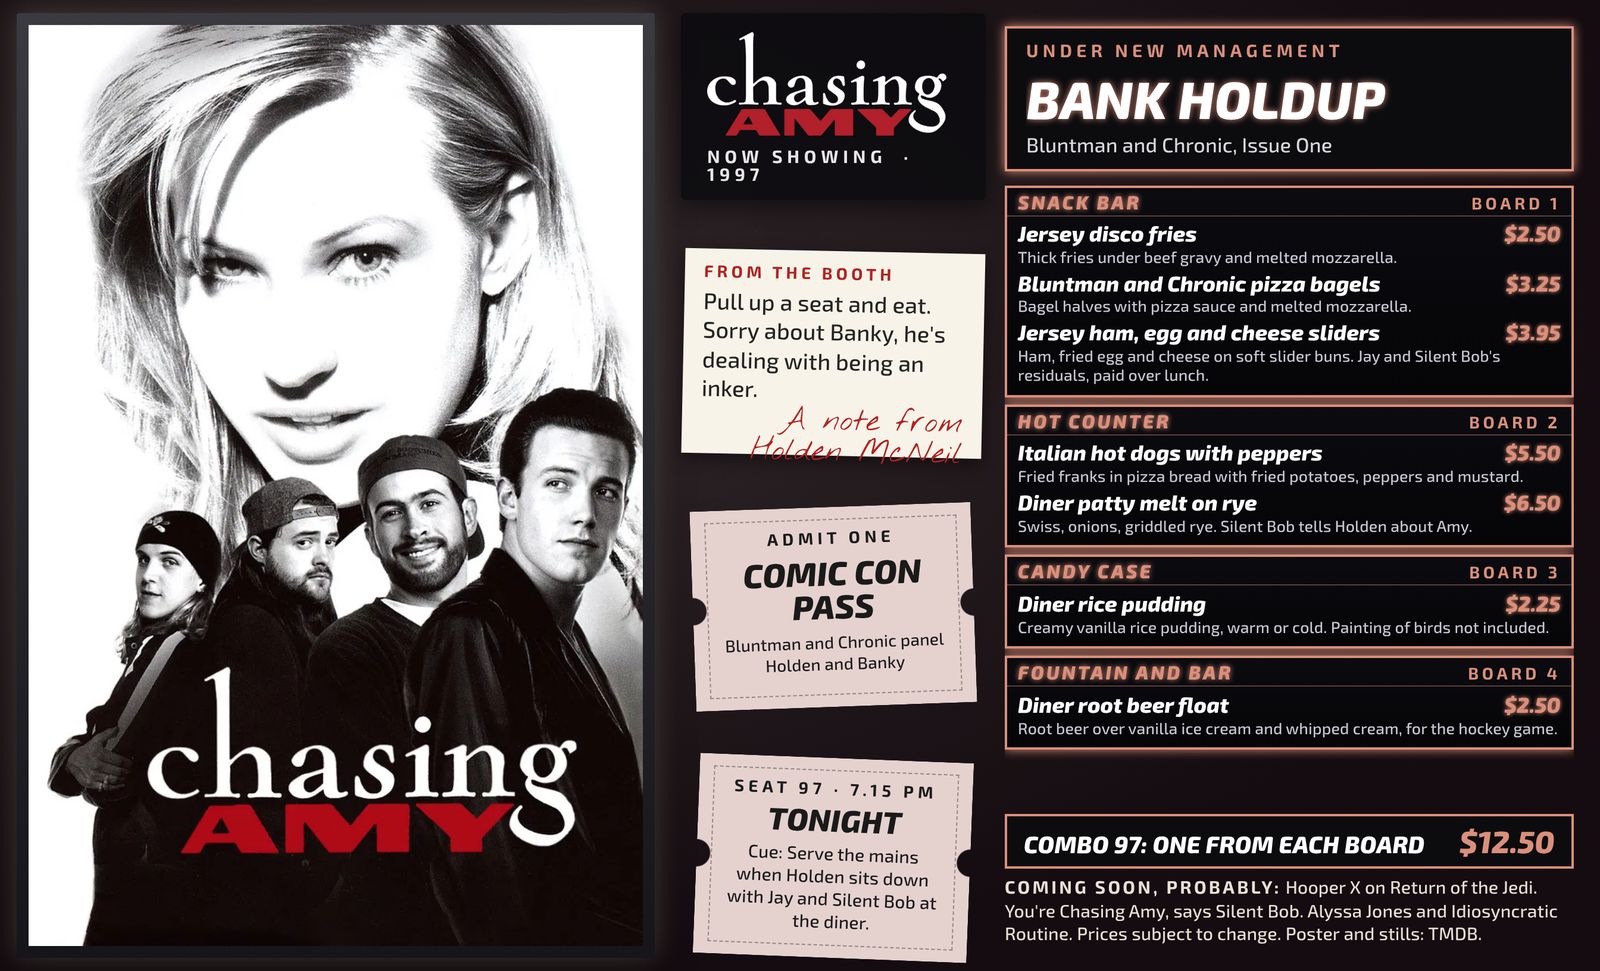 chasing
AMY
chasing
AMY
NOW SHOWING ·
1997
FROM THE BOOTH
Pull up a seat and eat.
Sorry about Banky, he's
dealing with being an
inker.
A note from
Holden McNeil
ADMIT ONE
COMIC CON
PASS
Bluntman and Chronic panel
Holden and Banky
SEAT 97 · 7.15 PM
TONIGHT
Cue: Serve the mains
when Holden sits down
with Jay and Silent Bob at
the diner.
UNDER NEW MANAGEMENT
BANK HOLDUP
Bluntman and Chronic, Issue One
SNACK BAR BOARD 1
Jersey disco fries $2.50
Thick fries under beef gravy and melted mozzarella.
Bluntman and Chronic pizza bagels $3.25
Bagel halves with pizza sauce and melted mozzarella.
Jersey ham, egg and cheese sliders $3.95
Ham, fried egg and cheese on soft slider buns. Jay and Silent Bob's
residuals, paid over lunch.
HOT COUNTER BOARD 2
Italian hot dogs with peppers $5.50
Fried franks in pizza bread with fried potatoes, peppers and mustard.
Diner patty melt on rye $6.50
Swiss, onions, griddled rye. Silent Bob tells Holden about Amy.
CANDY CASE BOARD 3
Diner rice pudding $2.25
Creamy vanilla rice pudding, warm or cold. Painting of birds not included.
FOUNTAIN AND BAR BOARD 4
Diner root beer float $2.50
Root beer over vanilla ice cream and whipped cream, for the hockey game.
COMBO 97: ONE FROM EACH BOARD $12.50
COMING SOON, PROBABLY: Hooper X on Return of the Jedi.
You're Chasing Amy, says Silent Bob. Alyssa Jones and Idiosyncratic
Routine. Prices subject to change. Poster and stills: TMDB.